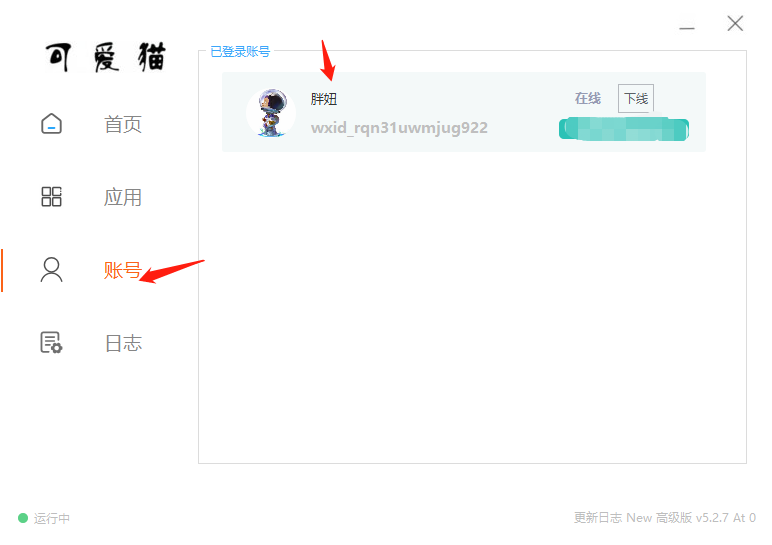 可爱猫
已登录账号
首页
应用
账号
日志
胖妞
在线
下线
wxid_rqn31uwmjug922
运行中
更新日志 New 高级版 v5.2.7 At 0